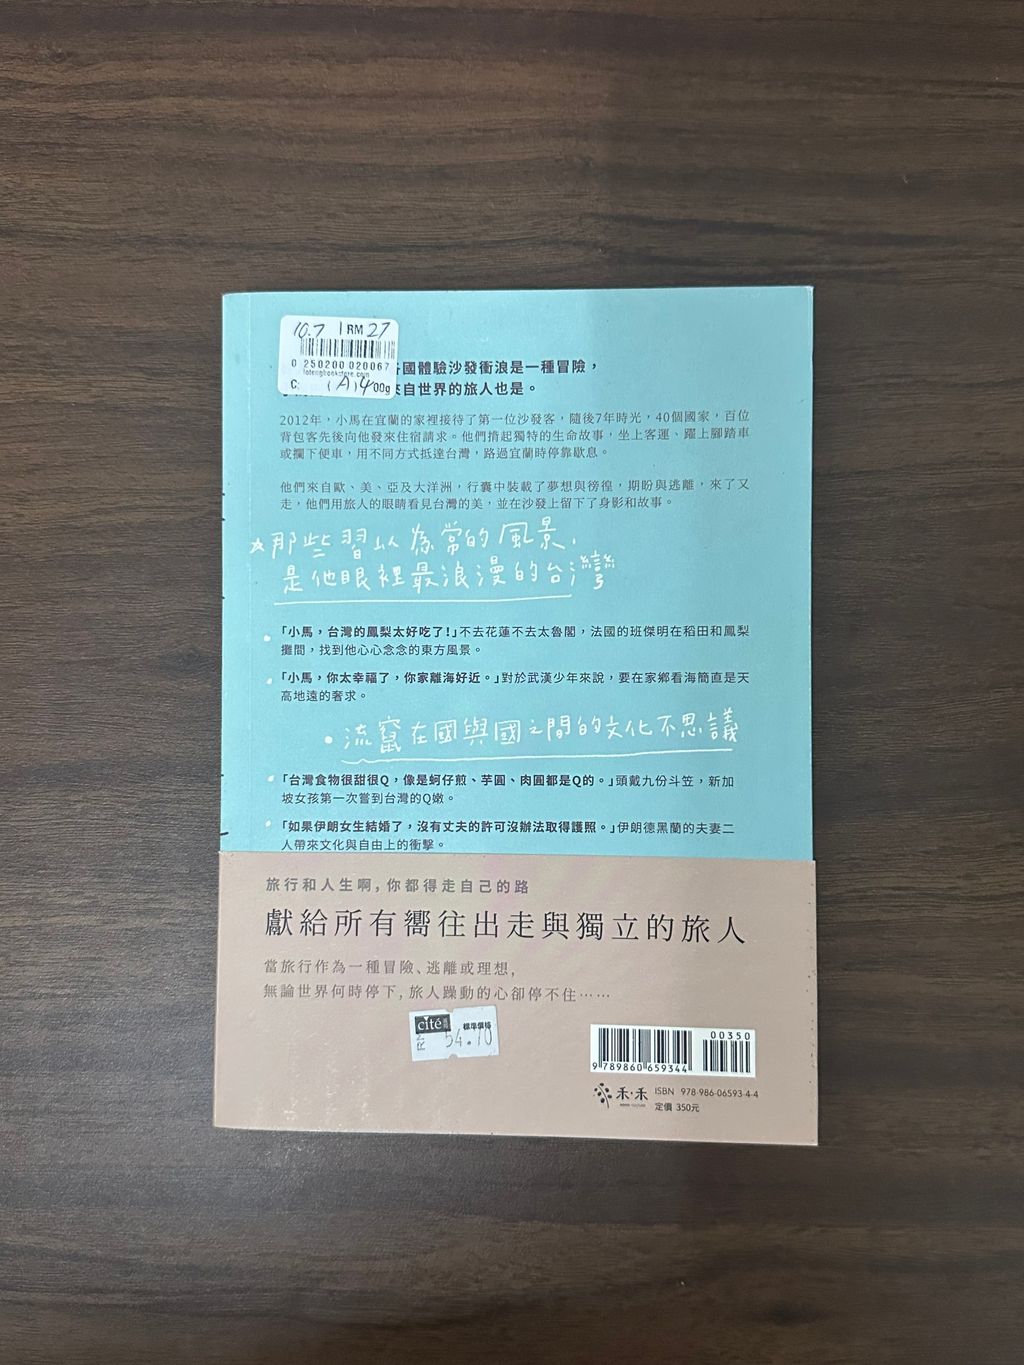 10.7 RM 27
0 250200 020067
lotengbookstore.com
C: (A) 400g
各國體驗沙發衝浪是一種冒險，
來自世界的旅人也是。
2012年，小馬在宜蘭的家裡接待了第一位沙發客，隨後7年時光，40個國家，百位
背包客先後向他發來住宿請求。他們揹起獨特的生命故事，坐上客運、躍上腳踏車
或攔下便車，用不同方式抵達台灣，路過宜蘭時停靠歇息。
他們來自歐、美、亞及大洋洲，行囊中裝載了夢想與徬徨，期盼與逃離，來了又
走，他們用旅人的眼睛看見台灣的美，並在沙發上留下了身影和故事。
那些習以為常的風景，
是他眼裡最浪漫的台灣
「小馬，台灣的鳳梨太好吃了！」不去花蓮不去太魯閣，法國的班傑明在稻田和鳳梨
攤間，找到他心心念念的東方風景。
「小馬，你太幸福了，你家離海好近。」對於武漢少年來說，要在家鄉看海簡直是天
高地遠的奢求。
流竄在國與國之間的文化不思議
「台灣食物很甜很Q，像是蚵仔煎、芋圓、肉圓都是Q的。」頭戴九份斗笠，新加
坡女孩第一次嘗到台灣的Q嫩。
「如果伊朗女生結婚了，沒有丈夫的許可沒辦法取得護照。」伊朗德黑蘭的夫妻二
人帶來文化與自由上的衝擊。
旅行和人生啊，你都得走自己的路
獻給所有嚮往出走與獨立的旅人
當旅行作為一種冒險、逃離或理想，
無論世界何時停下，旅人躁動的心卻停不住⋯⋯
cité 標準價格
54.10
00350
9 789860 659344
禾禾 ISBN 978-986-06593-4-4
定價 350元